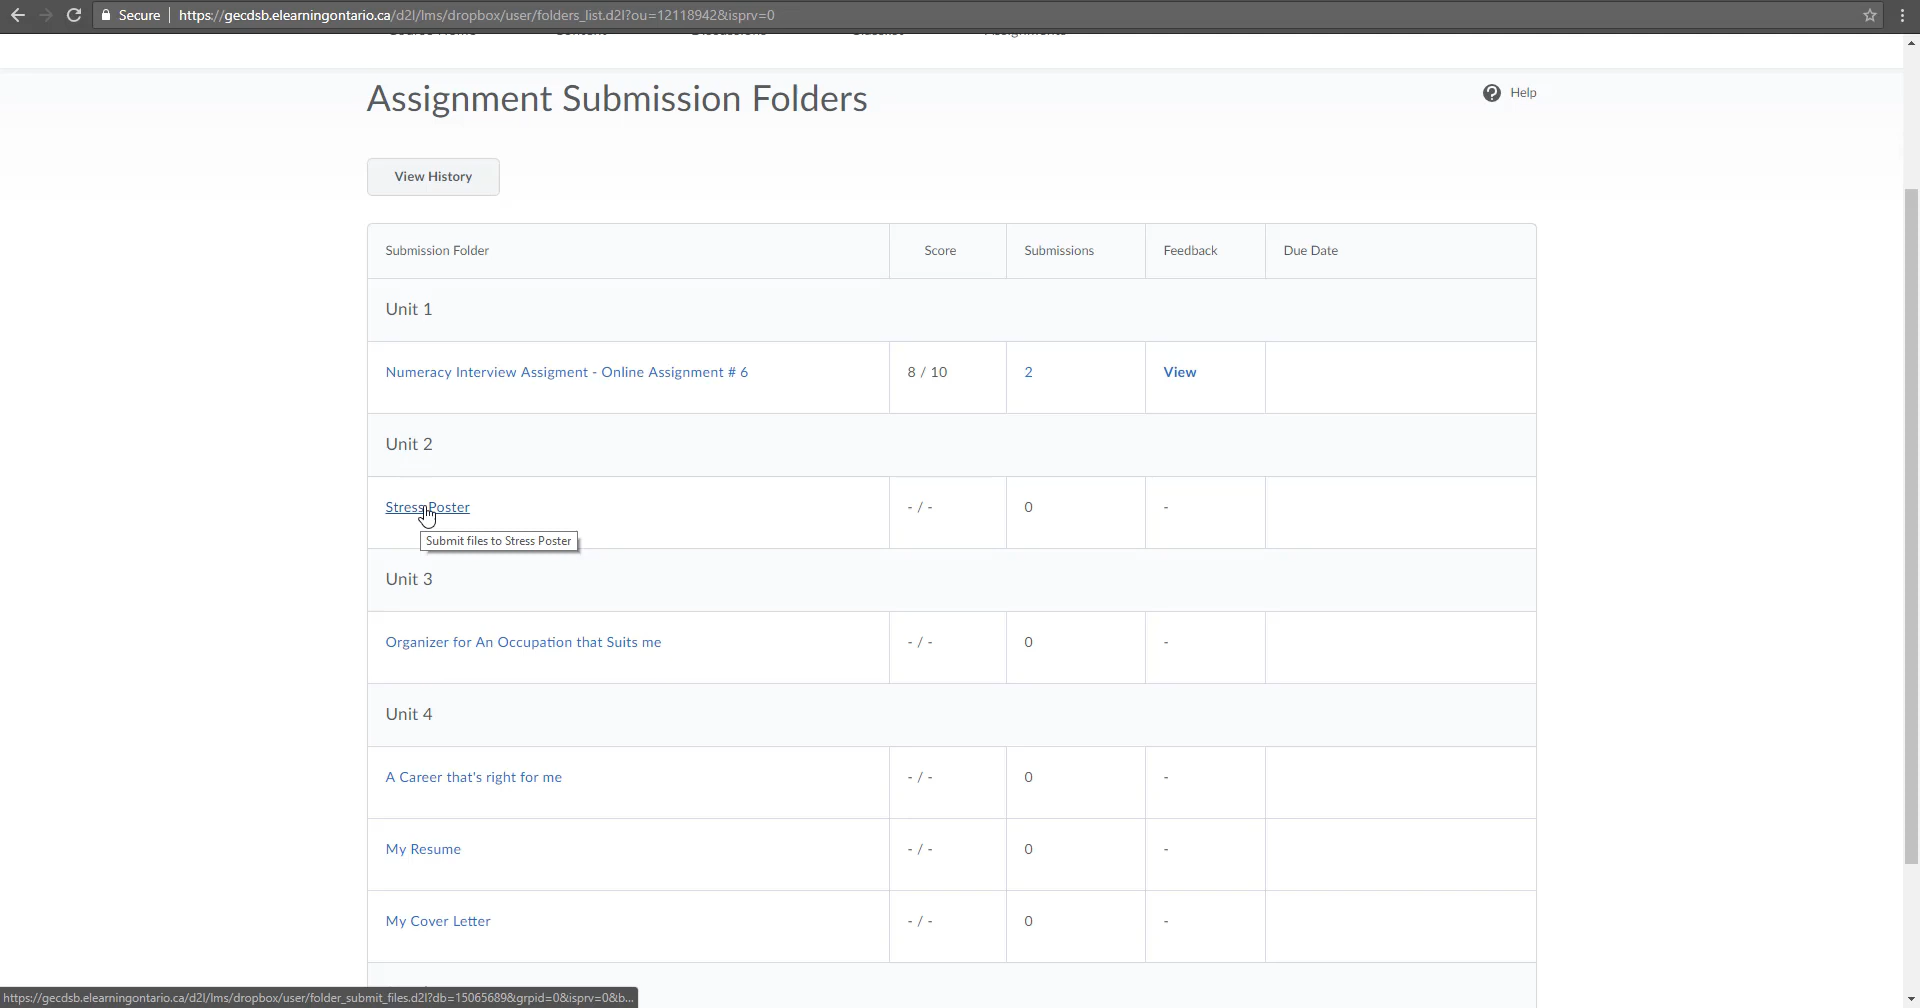 Secure https://gecdsb.elearningontario.ca/d2l/lms/dropbox/user/folders_list.d2l?ou=12118942&isprv=0
Assignment Submission Folders
Help
View History
Submission Folder Score Submissions Feedback Due Date
Unit 1
Numeracy Interview Assigment - Online Assignment # 6 8 / 10 2 View
Unit 2
Stress Poster - / - 0 -
Submit files to Stress Poster
Unit 3
Organizer for An Occupation that Suits me - / - 0 -
Unit 4
A Career that's right for me - / - 0 -
My Resume - / - 0 -
My Cover Letter - / - 0 -
https://gecdsb.elearningontario.ca/d2l/lms/dropbox/user/folder_submit_files.d2l?db=15065689&grpid=0&isprv=0&b...